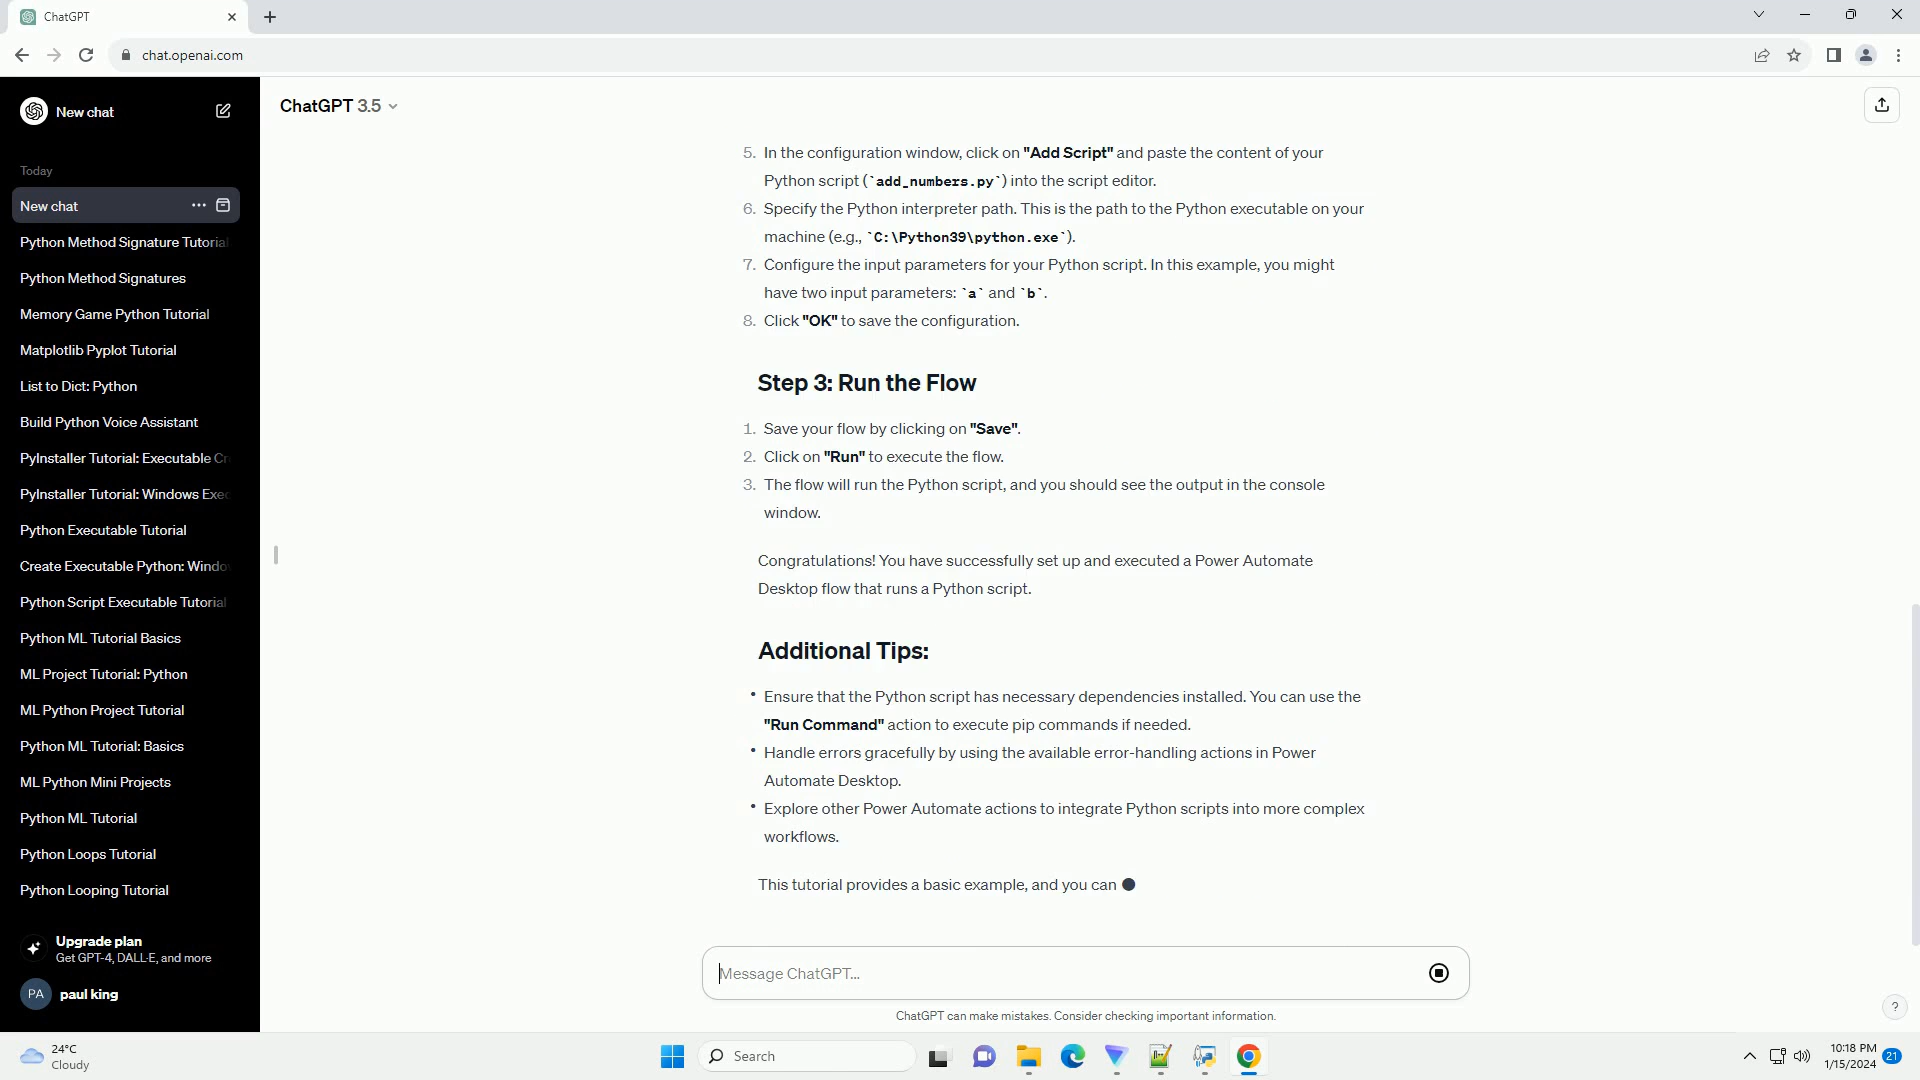 ChatGPT
chat.openai.com
New chat
Today
New chat
Python Method Signature Tutorial
Python Method Signatures
Memory Game Python Tutorial
Matplotlib Pyplot Tutorial
List to Dict: Python
Build Python Voice Assistant
PyInstaller Tutorial: Executable Cr
PyInstaller Tutorial: Windows Exec
Python Executable Tutorial
Create Executable Python: Windo
Python Script Executable Tutorial
Python ML Tutorial Basics
ML Project Tutorial: Python
ML Python Project Tutorial
Python ML Tutorial: Basics
ML Python Mini Projects
Python ML Tutorial
Python Loops Tutorial
Python Looping Tutorial
Upgrade plan
Get GPT-4, DALL·E, and more
PA paul king
ChatGPT 3.5
5. In the configuration window, click on "Add Script" and paste the content of your
Python script (`add_numbers.py`) into the script editor.
6. Specify the Python interpreter path. This is the path to the Python executable on your
machine (e.g., `C:\Python39\python.exe`).
7. Configure the input parameters for your Python script. In this example, you might
have two input parameters: `a` and `b`.
8. Click "OK" to save the configuration.
Step 3: Run the Flow
1. Save your flow by clicking on "Save".
2. Click on "Run" to execute the flow.
3. The flow will run the Python script, and you should see the output in the console
window.
Congratulations! You have successfully set up and executed a Power Automate
Desktop flow that runs a Python script.
Additional Tips:
• Ensure that the Python script has necessary dependencies installed. You can use the
"Run Command" action to execute pip commands if needed.
• Handle errors gracefully by using the available error-handling actions in Power
Automate Desktop.
• Explore other Power Automate actions to integrate Python scripts into more complex
workflows.
This tutorial provides a basic example, and you can
Message ChatGPT...
ChatGPT can make mistakes. Consider checking important information.
?
24°C
Cloudy
Search
10:18 PM
1/15/2024
21